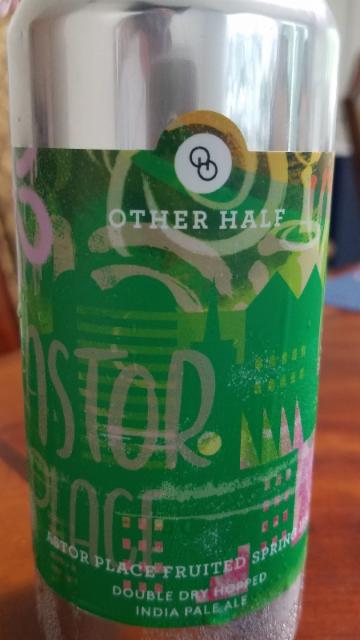 OTHER HALF
ASTOR
PLACE
ASTOR PLACE FRUITED SPRING
DOUBLE DRY HOPPED
INDIA PALE ALE